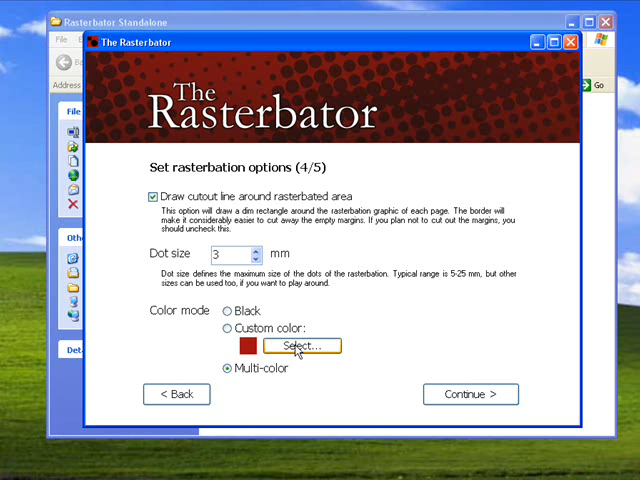 Rasterbator Standalone
File
The Rasterbator
Address
Go
The
Rasterbator
File
Set rasterbation options (4/5)
Draw cutout line around rasterbated area
This option will draw a dim rectangle around the rasterbation graphic of each page. The border will
make it considerably easier to cut away the empty margins. If you plan not to cut out the margins, you
should uncheck this.
Dot size 3 mm
Dot size defines the maximum size of the dots of the rasterbation. Typical range is 5-25 mm, but other
sizes can be used too, if you want to play around.
Color mode Black
Custom color:
Select...
Multi-color
< Back Continue >